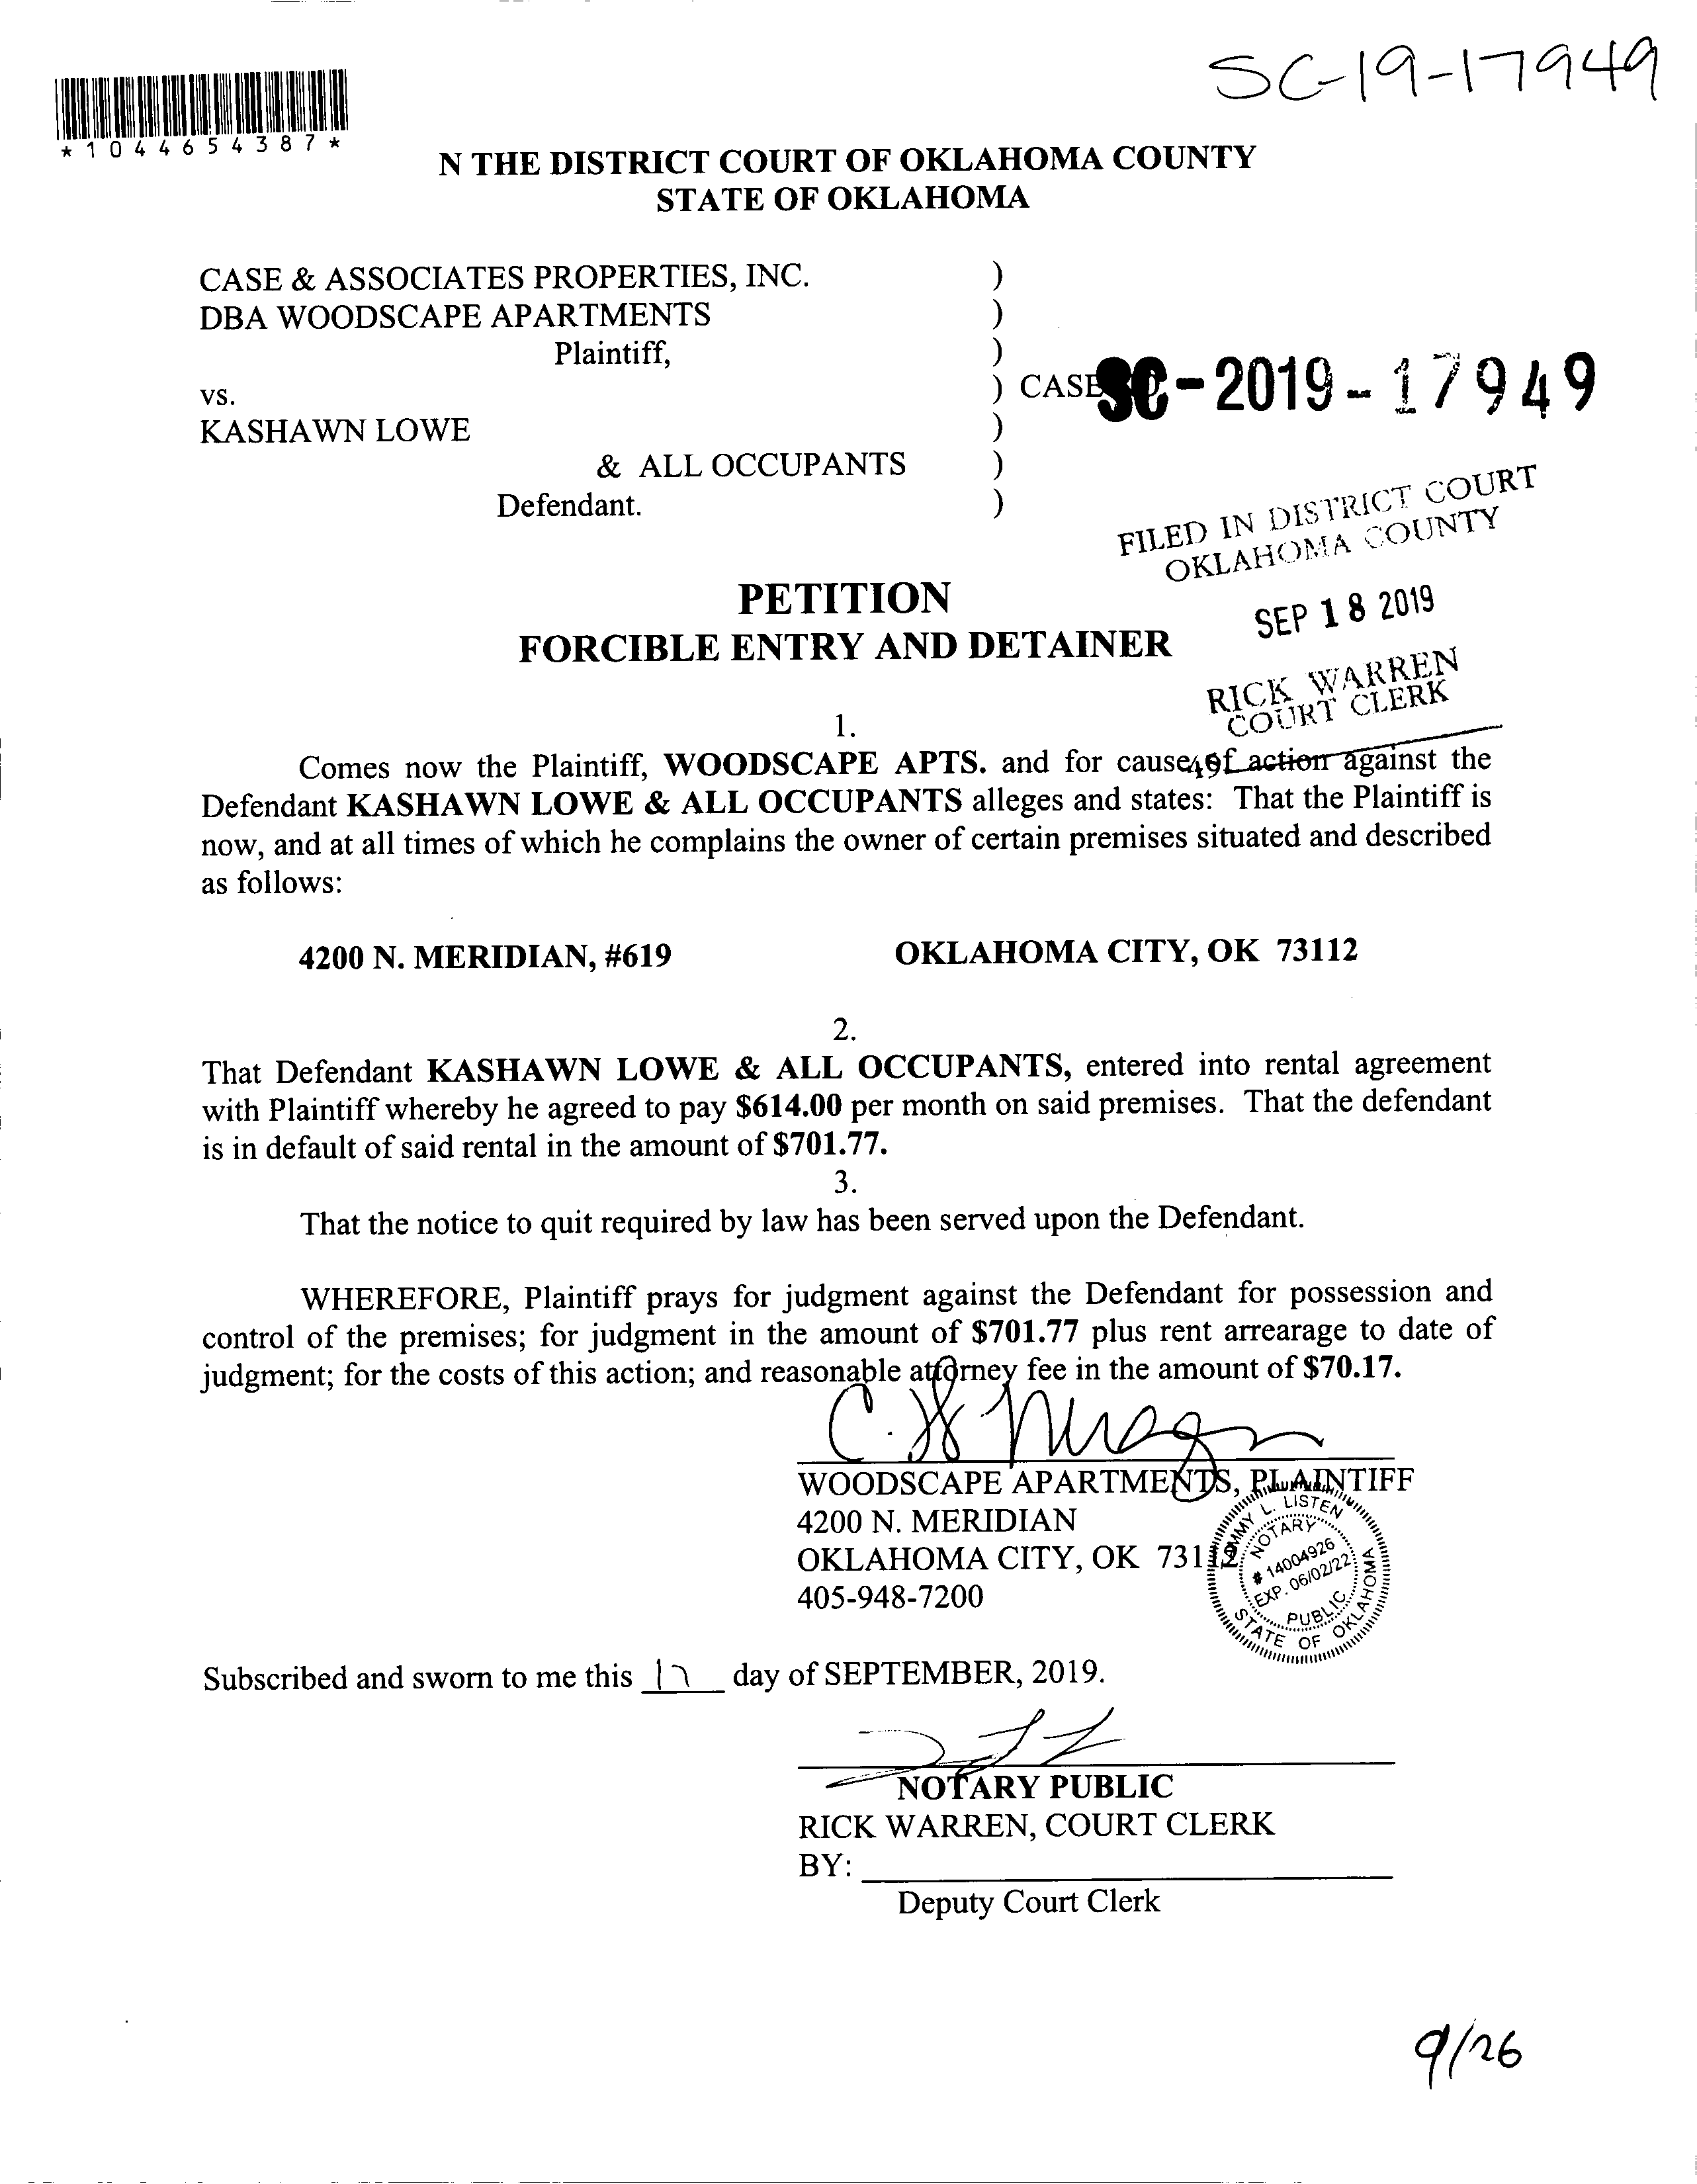 SC-19-17949
*1044654387*
N THE DISTRICT COURT OF OKLAHOMA COUNTY
STATE OF OKLAHOMA
CASE & ASSOCIATES PROPERTIES, INC. )
DBA WOODSCAPE APARTMENTS )
Plaintiff, )
vs. ) CASE SC-2019-17949
KASHAWN LOWE )
& ALL OCCUPANTS )
Defendant. )
FILED IN DISTRICT COURT
OKLAHOMA COUNTY
SEP 18 2019
RICK WARREN
COURT CLERK
PETITION
FORCIBLE ENTRY AND DETAINER
1.
Comes now the Plaintiff, WOODSCAPE APTS. and for cause of action against the
Defendant KASHAWN LOWE & ALL OCCUPANTS alleges and states: That the Plaintiff is
now, and at all times of which he complains the owner of certain premises situated and described
as follows:
4200 N. MERIDIAN, #619 OKLAHOMA CITY, OK 73112
2.
That Defendant KASHAWN LOWE & ALL OCCUPANTS, entered into rental agreement
with Plaintiff whereby he agreed to pay $614.00 per month on said premises. That the defendant
is in default of said rental in the amount of $701.77.
3.
That the notice to quit required by law has been served upon the Defendant.
WHEREFORE, Plaintiff prays for judgment against the Defendant for possession and
control of the premises; for judgment in the amount of $701.77 plus rent arrearage to date of
judgment; for the costs of this action; and reasonable attorney fee in the amount of $70.17.
WOODSCAPE APARTMENTS, PLAINTIFF
4200 N. MERIDIAN
OKLAHOMA CITY, OK 73112
405-948-7200
L. LISTEN
NOTARY
# 14004926
EXP. 06/02/22
PUBLIC
STATE OF OKLAHOMA
Subscribed and sworn to me this 17 day of SEPTEMBER, 2019.
NOTARY PUBLIC
RICK WARREN, COURT CLERK
BY:
Deputy Court Clerk
9/26